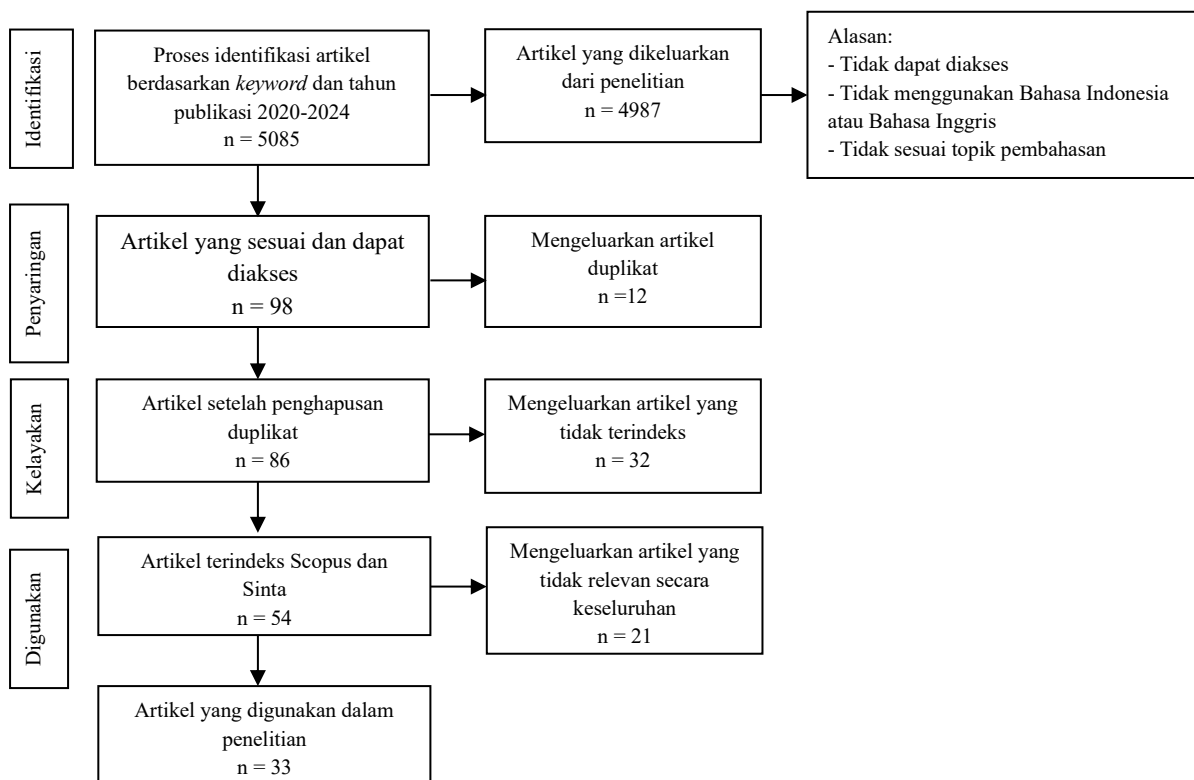 Identifikasi
Proses identifikasi artikel
berdasarkan keyword dan tahun
publikasi 2020-2024
n = 5085
Artikel yang dikeluarkan
dari penelitian
n = 4987
Alasan:
- Tidak dapat diakses
- Tidak menggunakan Bahasa Indonesia
atau Bahasa Inggris
- Tidak sesuai topik pembahasan
Penyaringan
Artikel yang sesuai dan dapat
diakses
n = 98
Mengeluarkan artikel
duplikat
n =12
Kelayakan
Artikel setelah penghapusan
duplikat
n = 86
Mengeluarkan artikel yang
tidak terindeks
n = 32
Digunakan
Artikel terindeks Scopus dan
Sinta
n = 54
Mengeluarkan artikel yang
tidak relevan secara
keseluruhan
n = 21
Artikel yang digunakan dalam
penelitian
n = 33